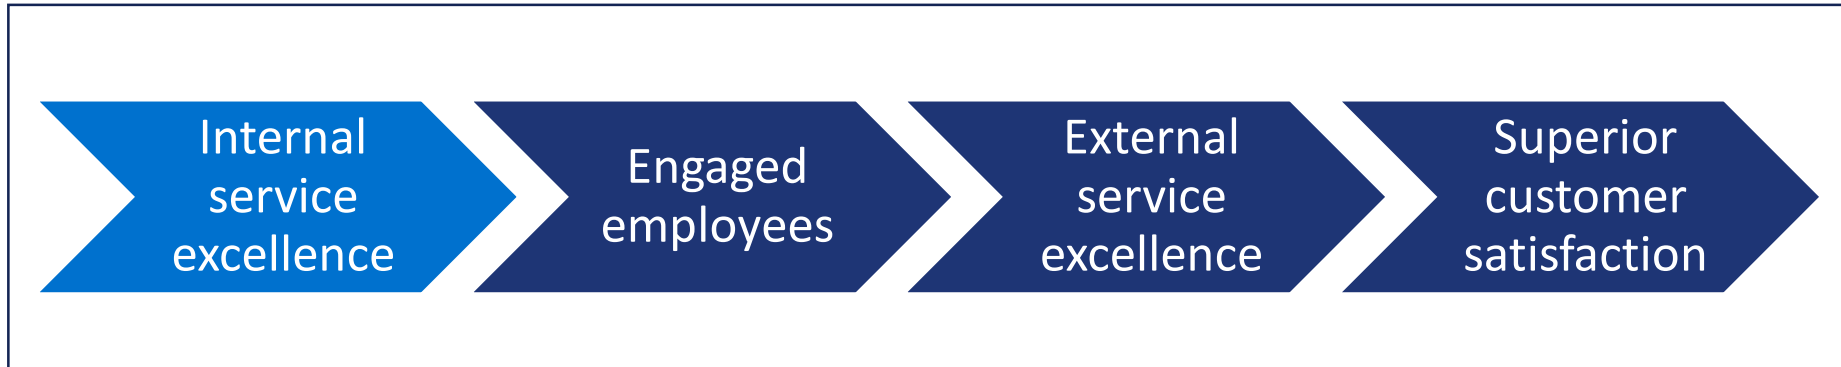 Internal
service
excellence
Engaged
employees
External
service
excellence
Superior
customer
satisfaction